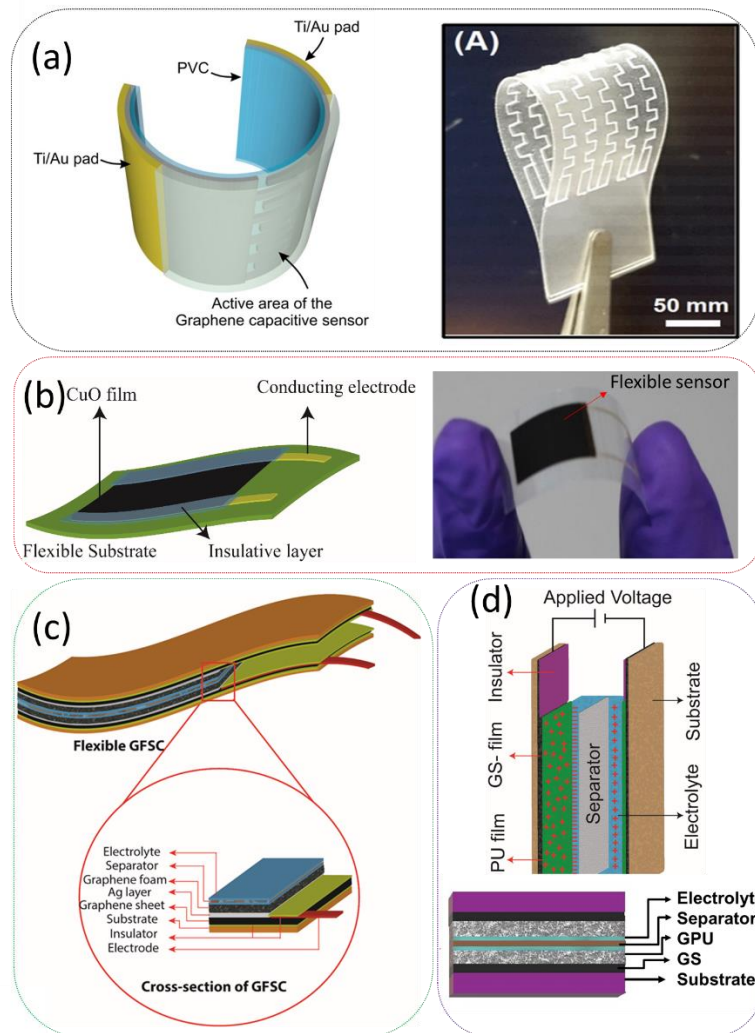 (a)
Ti/Au pad
PVC
Ti/Au pad
Active area of the
Graphene capacitive sensor
(A)
50 mm
(b)
CuO film
Conducting electrode
Flexible Substrate
Insulative layer
Flexible sensor
(c)
Flexible GFSC
Electrolyte
Separator
Graphene foam
Ag layer
Graphene sheet
Substrate
Insulator
Electrode
Cross-section of GFSC
(d)
Applied Voltage
Insulator
GS- film
PU film
Separator
Substrate
Electrolyte
Electrolyt
Separator
GPU
GS
Substrate